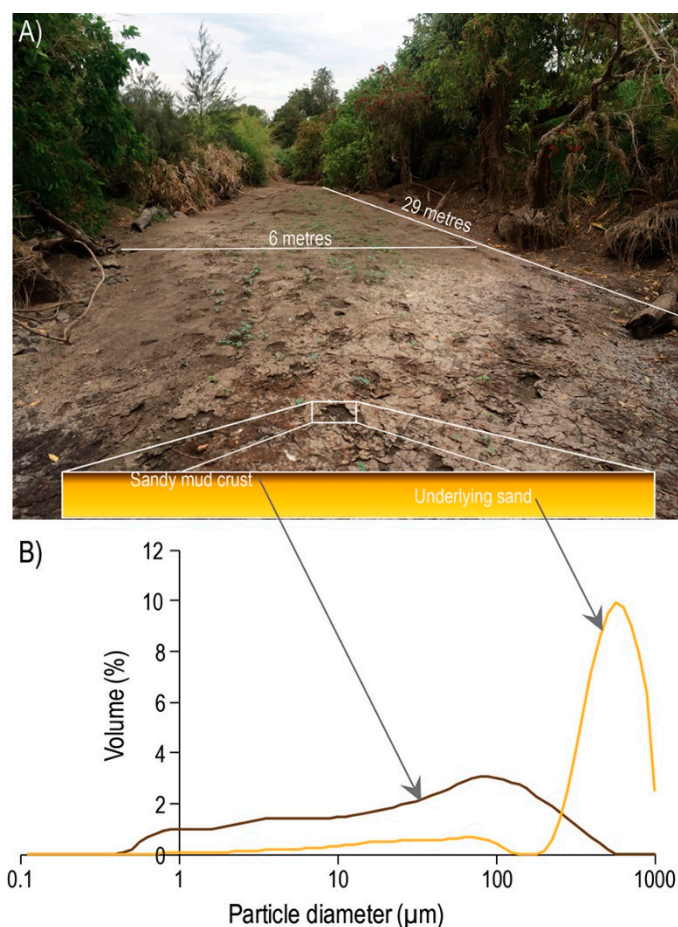 A)
29 metres
6 metres
Sandy mud crust
Underlying sand
B)
12
10
8
6
4
2
0
Volume (%)
0.1 1 10 100 1000
Particle diameter (µm)